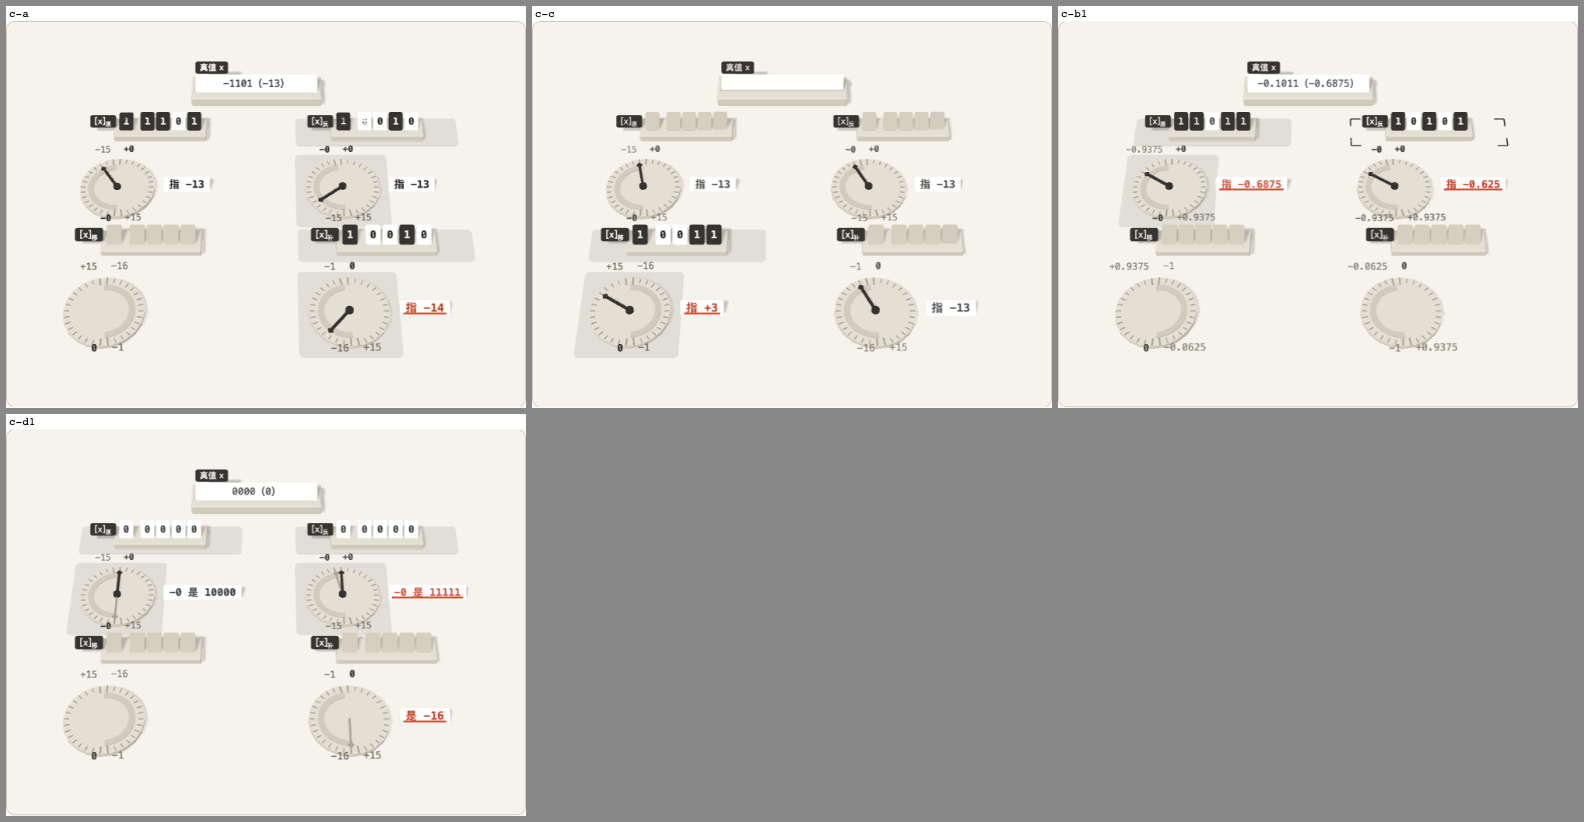 c-a
真值 x
-1101 (-13)
[x]原 1 1 1 0 1
[x]反 1 0 0 1 0
-15 +0
-0 +0
指 -13
指 -13
-0 +15
-15 +15
[x]移
[x]补 1 0 0 1 0
+15 -16
-1 0
指 -14
0 -1
-16 +15
c-c
真值 x
[x]原
[x]反
-15 +0
-0 +0
指 -13
指 -13
-0 +15
-15 +15
[x]移 1 0 0 1 1
[x]补
+15 -16
-1 0
指 +3
指 -13
0 -1
-16 +15
c-b1
真值 x
-0.1011 (-0.6875)
[x]原 1 1 0 1 1
[x]反 1 0 1 0 1
-0.9375 +0
-0 +0
指 -0.6875
指 -0.625
-0 +0.9375
-0.9375 +0.9375
[x]移
[x]补
+0.9375 -1
-0.0625 0
0 -0.0625
-1 +0.9375
c-d1
真值 x
0000 (0)
[x]原 0 0 0 0 0
[x]反 0 0 0 0 0
-15 +0
-0 +0
-0 是 10000
-0 是 11111
-0 +15
-15 +15
[x]移
[x]补
+15 -16
-1 0
是 -16
0 -1
-16 +15